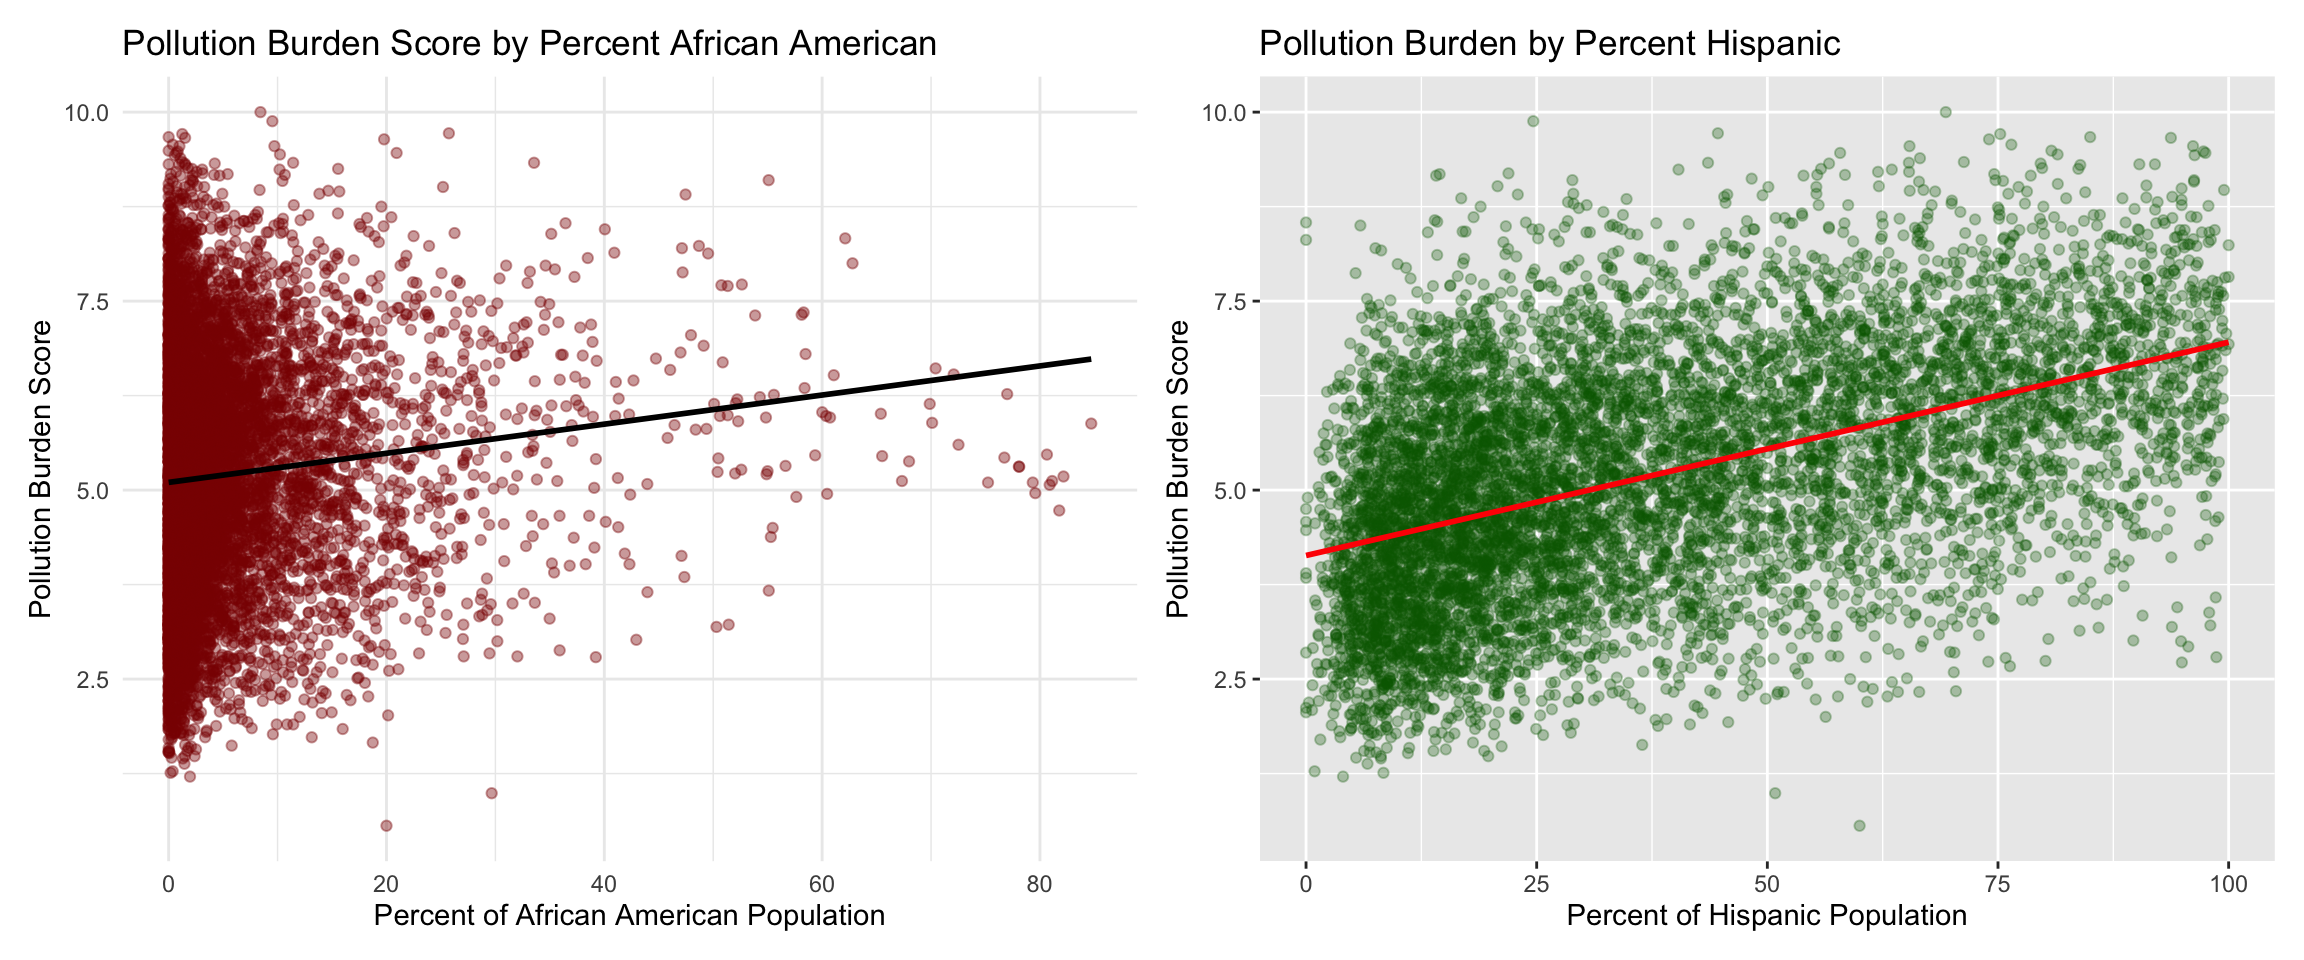 Pollution Burden Score by Percent African American
Pollution Burden Score
10.0
7.5
5.0
2.5
0 20 40 60 80
Percent of African American Population
Pollution Burden by Percent Hispanic
Pollution Burden Score
10.0
7.5
5.0
2.5
0 25 50 75 100
Percent of Hispanic Population